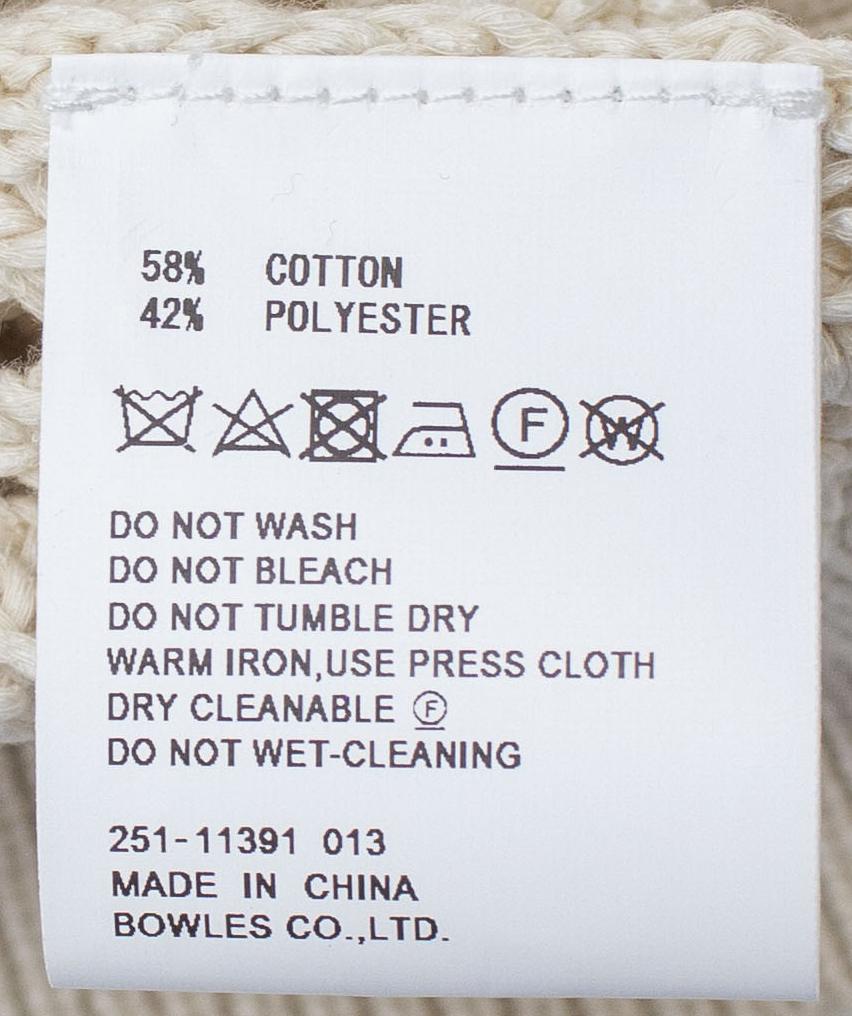 58% COTTON
42% POLYESTER
F W
DO NOT WASH
DO NOT BLEACH
DO NOT TUMBLE DRY
WARM IRON,USE PRESS CLOTH
DRY CLEANABLE F
DO NOT WET-CLEANING
251-11391 013
MADE IN CHINA
BOWLES CO.,LTD.